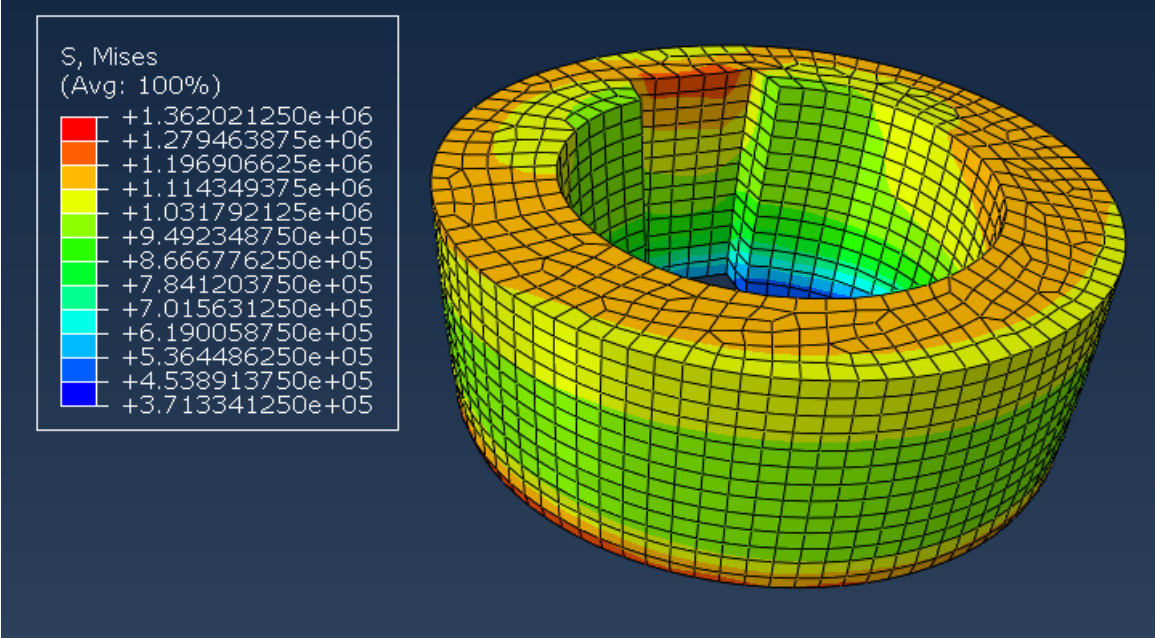 S, Mises
(Avg: 100%)
+1.362021250e+06
+1.279463875e+06
+1.196906625e+06
+1.114349375e+06
+1.031792125e+06
+9.492348750e+05
+8.666776250e+05
+7.841203750e+05
+7.015631250e+05
+6.190058750e+05
+5.364486250e+05
+4.538913750e+05
+3.713341250e+05